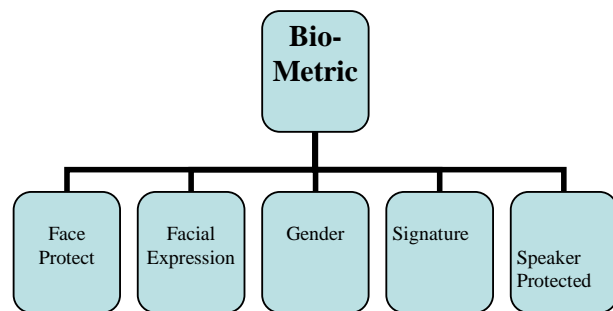 Bio-
Metric
Face
Protect
Facial
Expression
Gender
Signature
Speaker
Protected